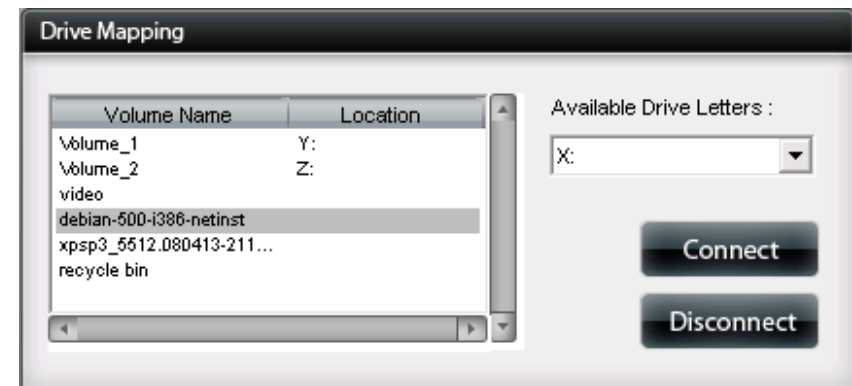 Drive Mapping
Volume Name Location
Volume_1 Y:
Volume_2 Z:
video
debian-500-i386-netinst
xpsp3_5512.080413-211...
recycle bin
Available Drive Letters :
X:
Connect
Disconnect